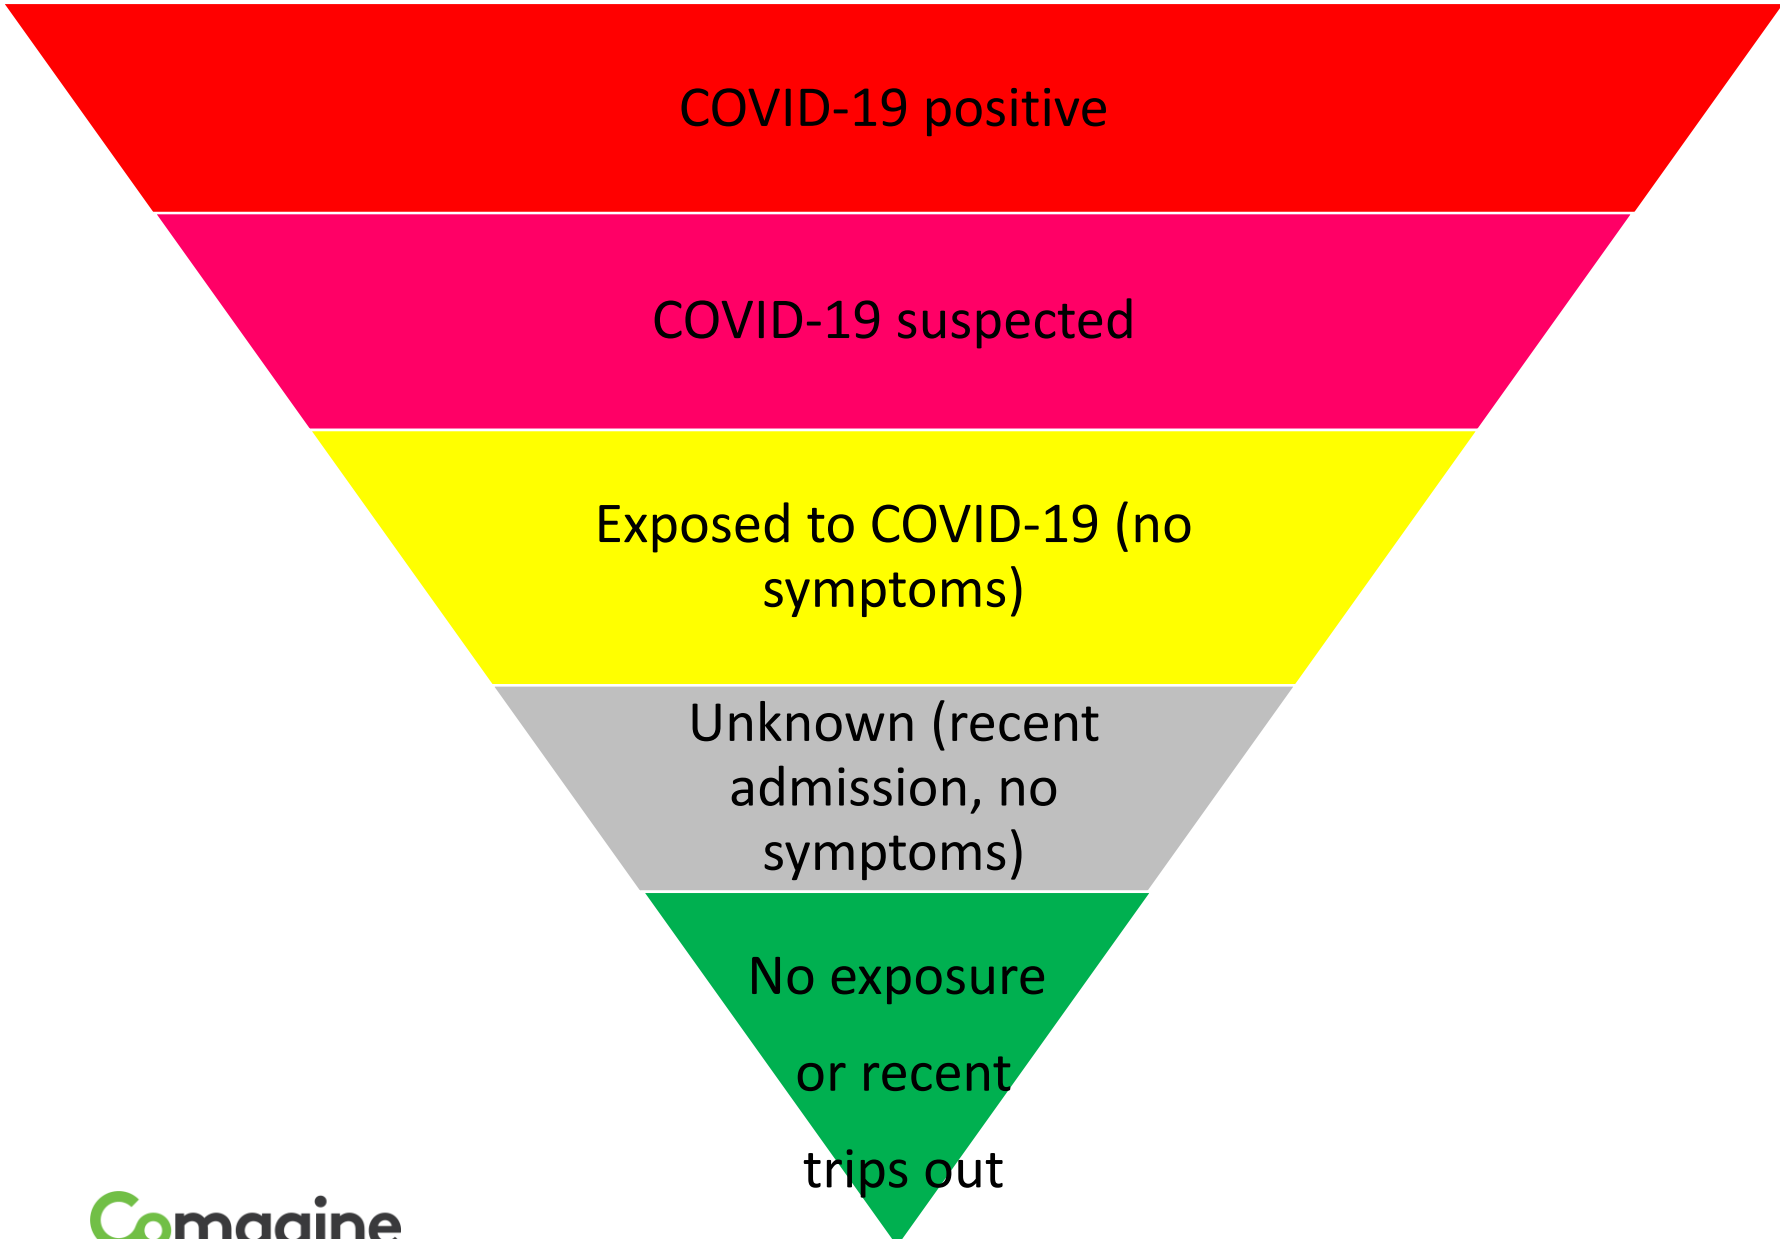 COVID-19 positive
COVID-19 suspected
Exposed to COVID-19 (no
symptoms)
Unknown (recent
admission, no
symptoms)
No exposure
or recent
trips out
Comagine